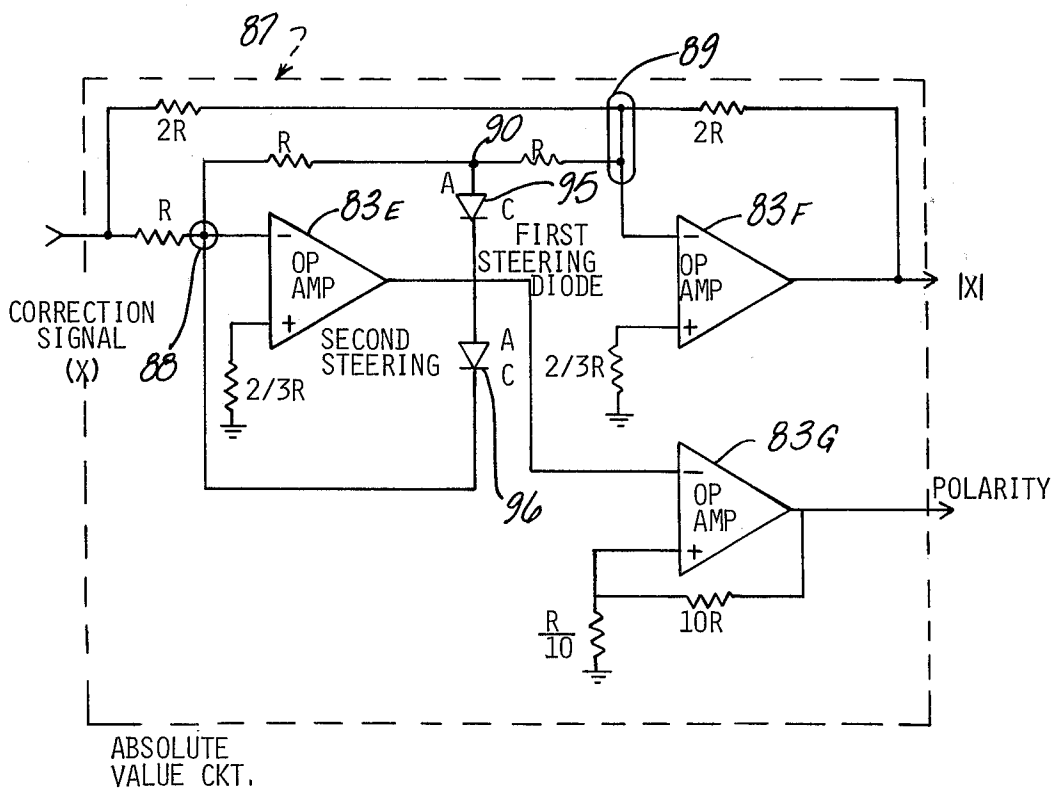 87
89
2R
2R
R
90
R
A
95
C
83E
83F
R
FIRST
STEERING
DIODE
-
OP
AMP
+
-
OP
AMP
+
|X|
CORRECTION
SIGNAL
(X)
88
SECOND
STEERING
A
C
2/3R
2/3R
96
83G
-
OP
AMP
+
POLARITY
10R
R
10
ABSOLUTE
VALUE CKT.